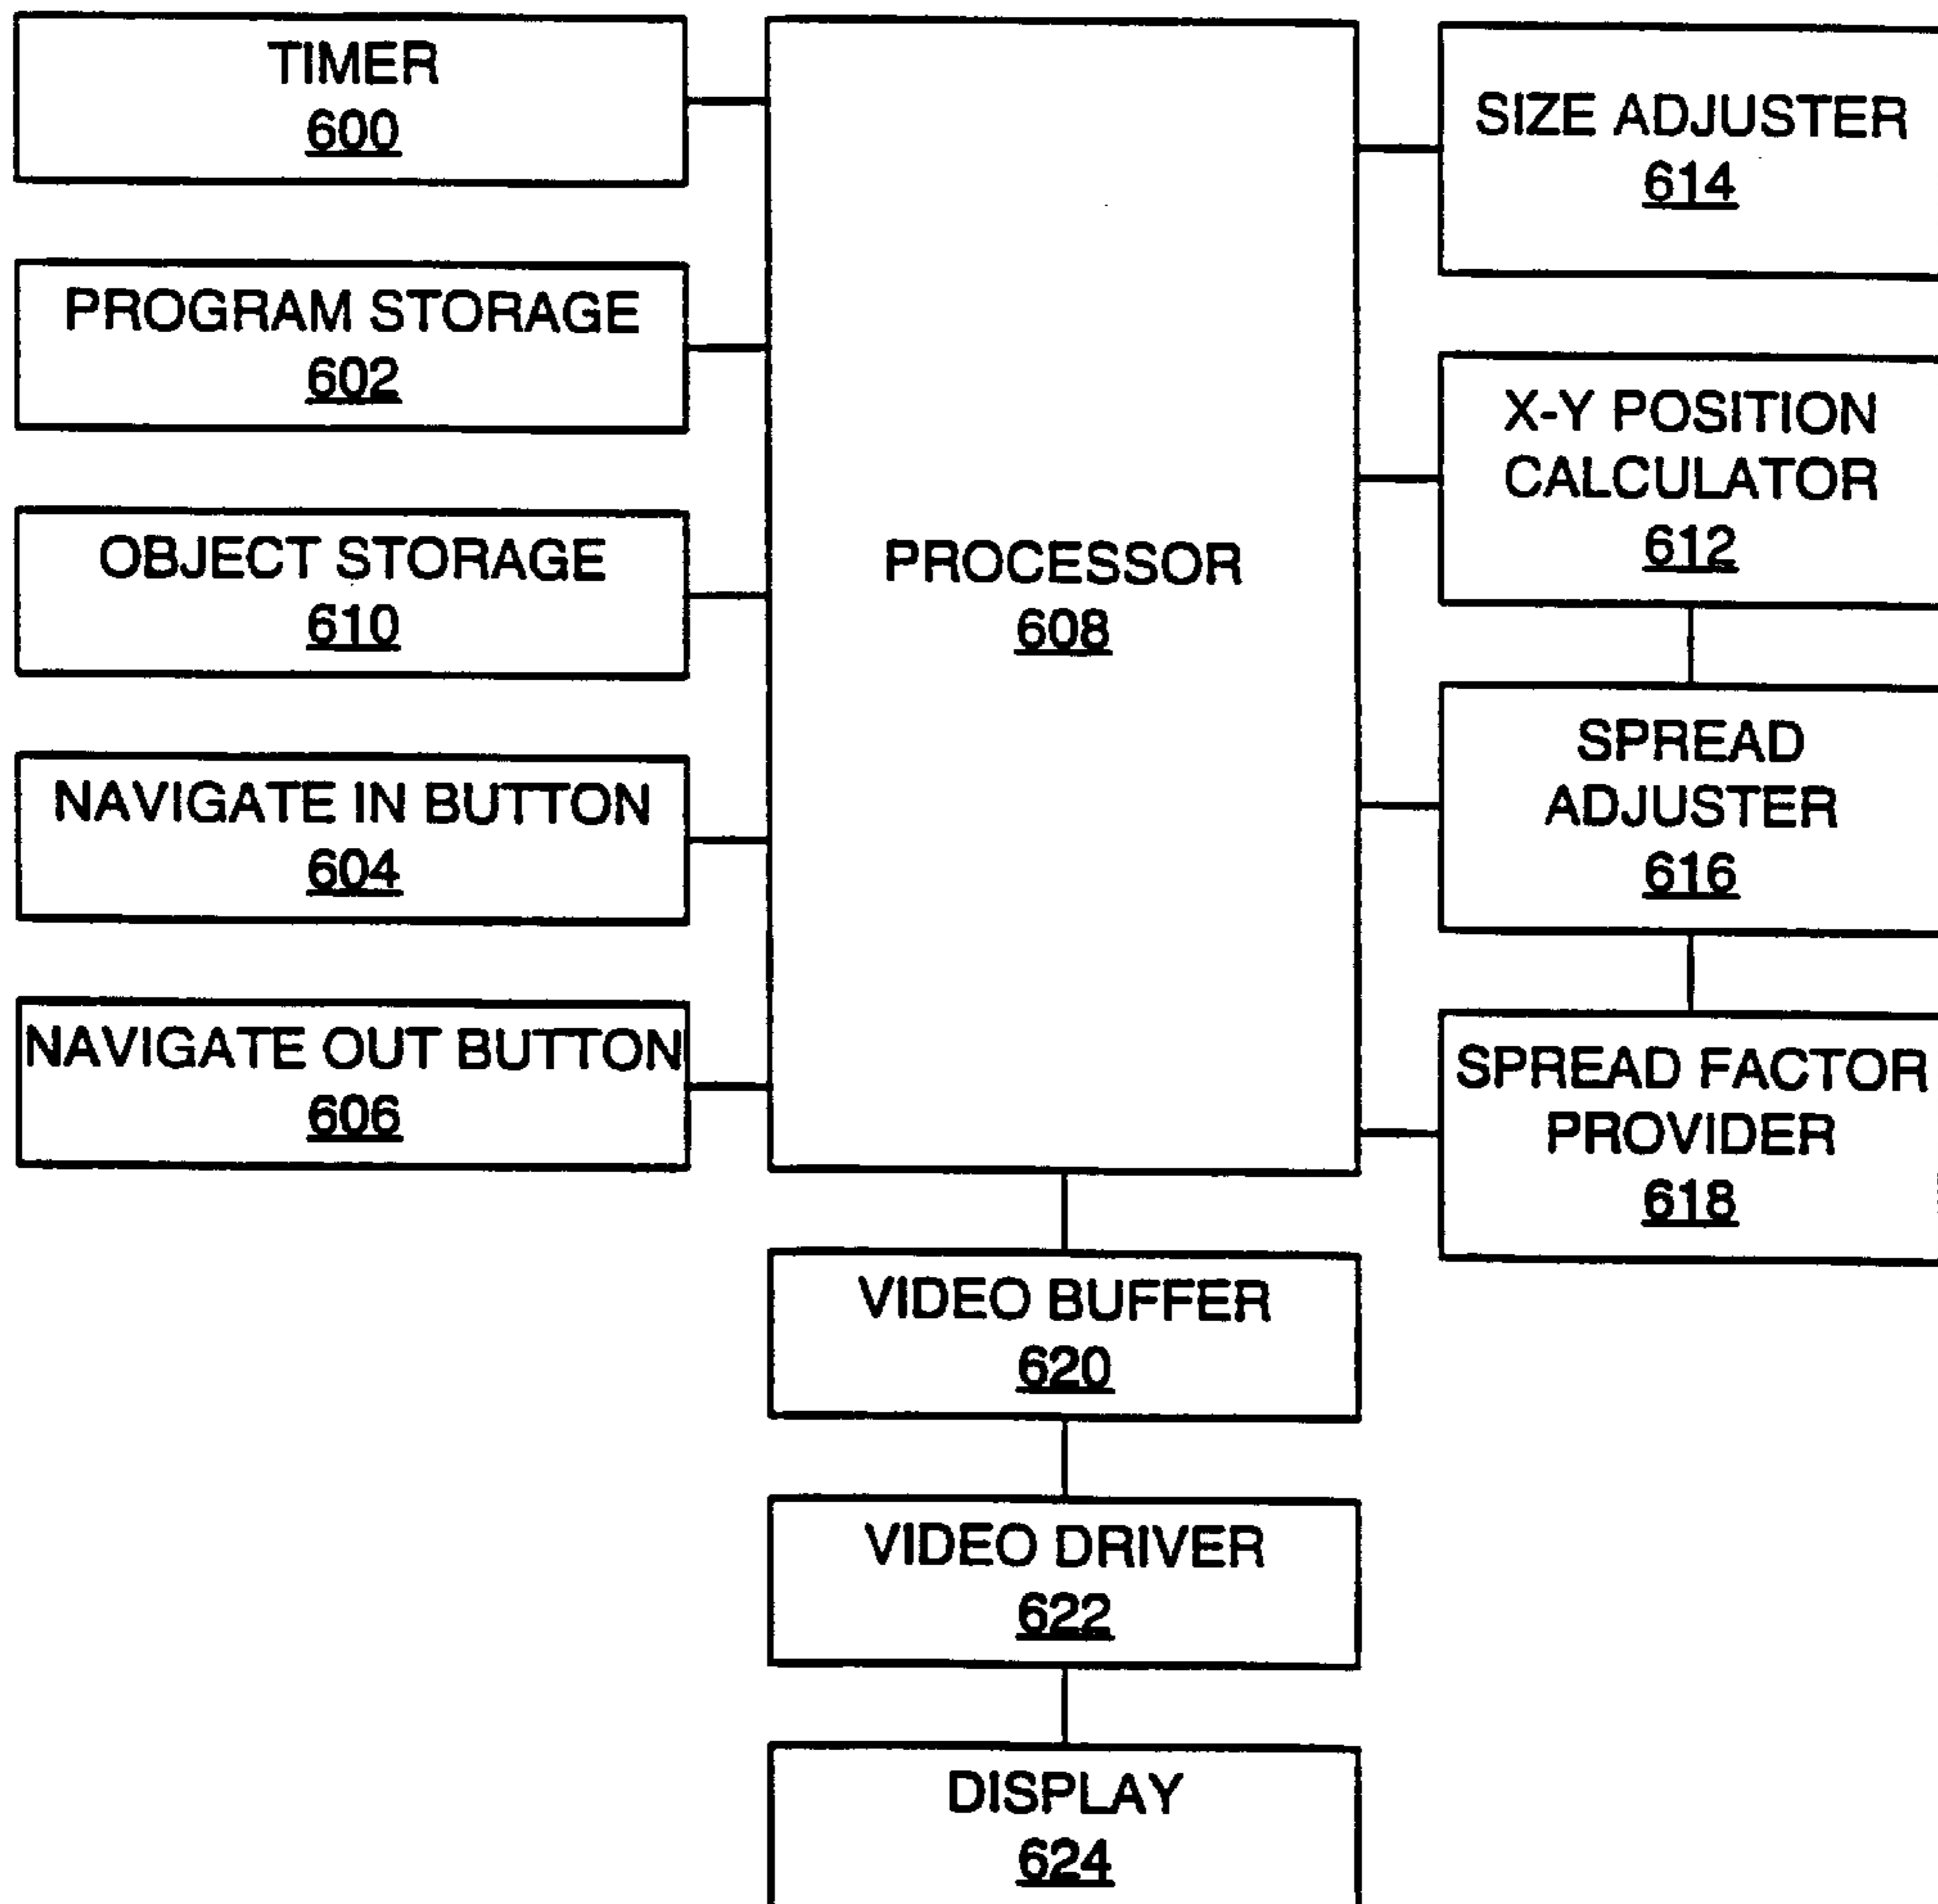 TIMER
600
PROGRAM STORAGE
602
OBJECT STORAGE
610
NAVIGATE IN BUTTON
604
NAVIGATE OUT BUTTON
606
PROCESSOR
608
SIZE ADJUSTER
614
X-Y POSITION
CALCULATOR
612
SPREAD
ADJUSTER
616
SPREAD FACTOR
PROVIDER
618
VIDEO BUFFER
620
VIDEO DRIVER
622
DISPLAY
624